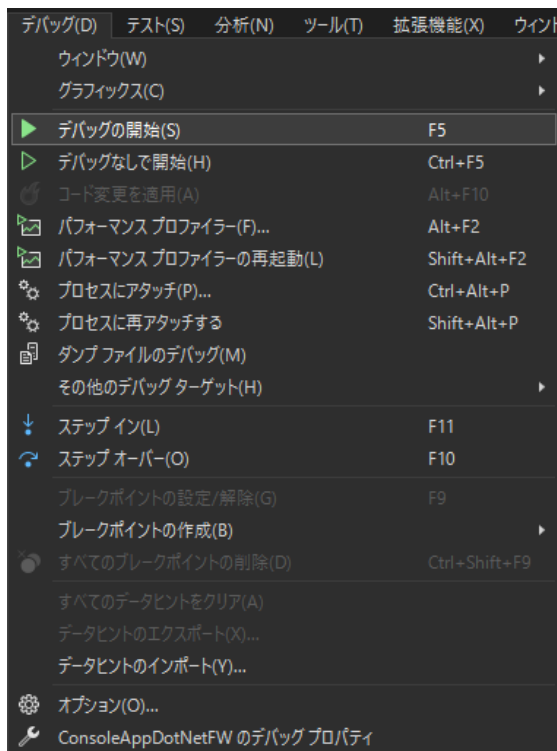 デバッグ(D) テスト(S) 分析(N) ツール(T) 拡張機能(X) ウィン
ウィンドウ(W)
グラフィックス(C)
デバッグの開始(S) F5
デバッグなしで開始(H) Ctrl+F5
コード変更を適用(A) Alt+F10
パフォーマンス プロファイラー(F)... Alt+F2
パフォーマンス プロファイラーの再起動(L) Shift+Alt+F2
プロセスにアタッチ(P)... Ctrl+Alt+P
プロセスに再アタッチする Shift+Alt+P
ダンプ ファイルのデバッグ(M)
その他のデバッグ ターゲット(H)
ステップ イン(L) F11
ステップ オーバー(O) F10
ブレークポイントの設定/解除(G) F9
ブレークポイントの作成(B)
すべてのブレークポイントの削除(D) Ctrl+Shift+F9
すべてのデータヒントをクリア(A)
データヒントのエクスポート(X)...
データヒントのインポート(Y)...
オプション(O)...
ConsoleAppDotNetFW のデバッグ プロパティ